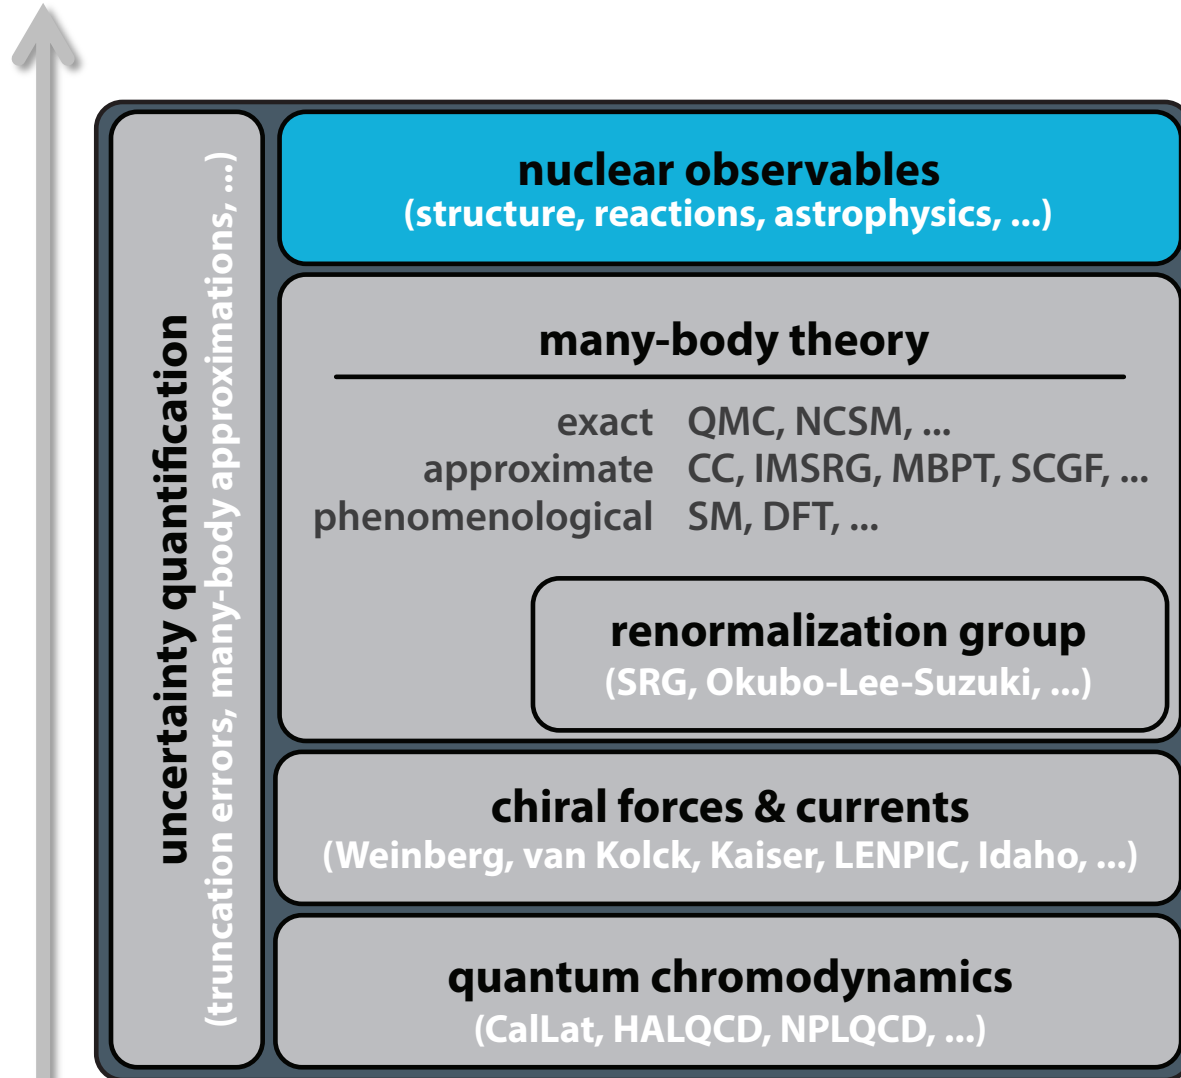 uncertainty quantification
(truncation errors, many-body approximations, ...)
nuclear observables
(structure, reactions, astrophysics, ...)
many-body theory
exact QMC, NCSM, ...
approximate CC, IMSRG, MBPT, SCGF, ...
phenomenological SM, DFT, ...
renormalization group
(SRG, Okubo-Lee-Suzuki, ...)
chiral forces & currents
(Weinberg, van Kolck, Kaiser, LENPIC, Idaho, ...)
quantum chromodynamics
(CalLat, HALQCD, NPLQCD, ...)